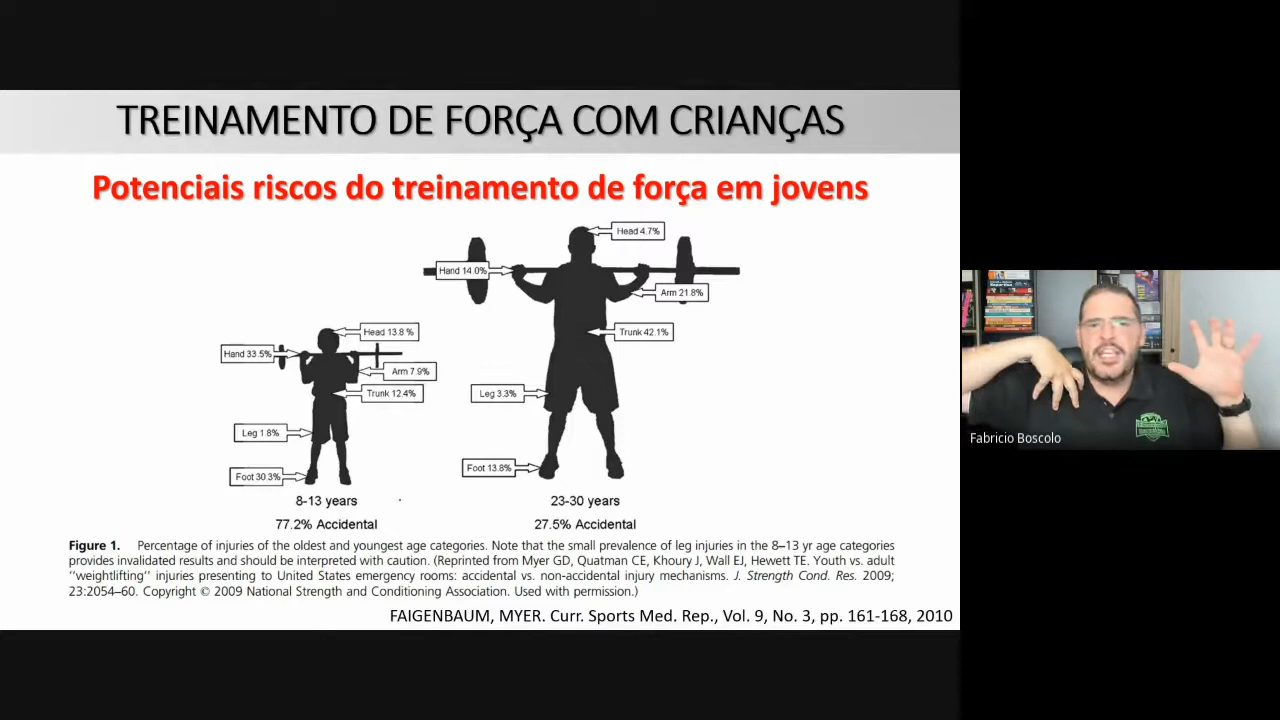 TREINAMENTO DE FORÇA COM CRIANÇAS
Potenciais riscos do treinamento de força em jovens
Head 4.7%
Hand 14.0%
Arm 21.8%
Trunk 42.1%
Leg 3.3%
Foot 13.8%
23-30 years
27.5% Accidental
Head 13.8 %
Hand 33.5%
Arm 7.9%
Trunk 12.4%
Leg 1.8%
Foot 30.3%
8-13 years
77.2% Accidental
Figure 1. Percentage of injuries of the oldest and youngest age categories. Note that the small prevalence of leg injuries in the 8–13 yr age categories
provides invalidated results and should be interpreted with caution. (Reprinted from Myer GD, Quatman CE, Khoury J, Wall EJ, Hewett TE. Youth vs. adult
‘‘weightlifting’’ injuries presenting to United States emergency rooms: accidental vs. non-accidental injury mechanisms. J. Strength Cond. Res. 2009;
23:2054–60. Copyright © 2009 National Strength and Conditioning Association. Used with permission.)
FAIGENBAUM, MYER. Curr. Sports Med. Rep., Vol. 9, No. 3, pp. 161-168, 2010
Fabricio Boscolo